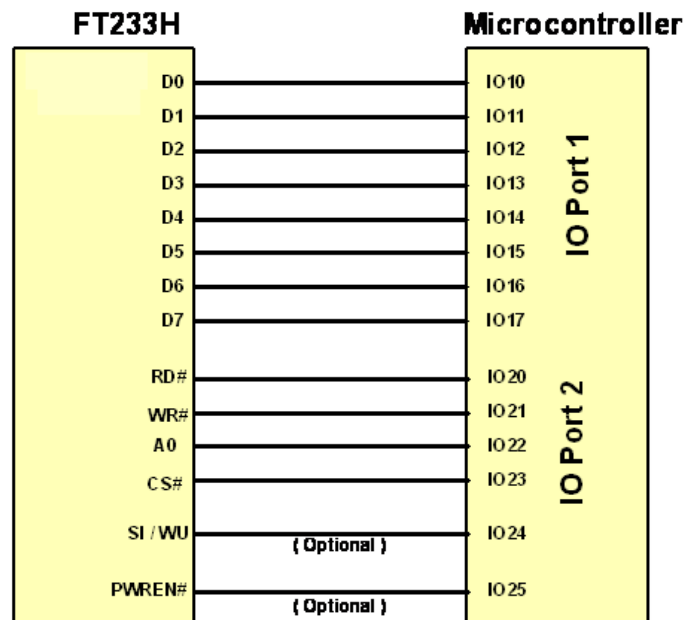 FT233H Microcontroller
D0 IO10
D1 IO11
D2 IO12
D3 IO13
D4 IO14
D5 IO15
D6 IO16
D7 IO17
IO Port 1
RD# IO20
WR# IO21
A0 IO22
CS# IO23
SI / WU IO24
( Optional )
PWREN# IO25
( Optional )
IO Port 2